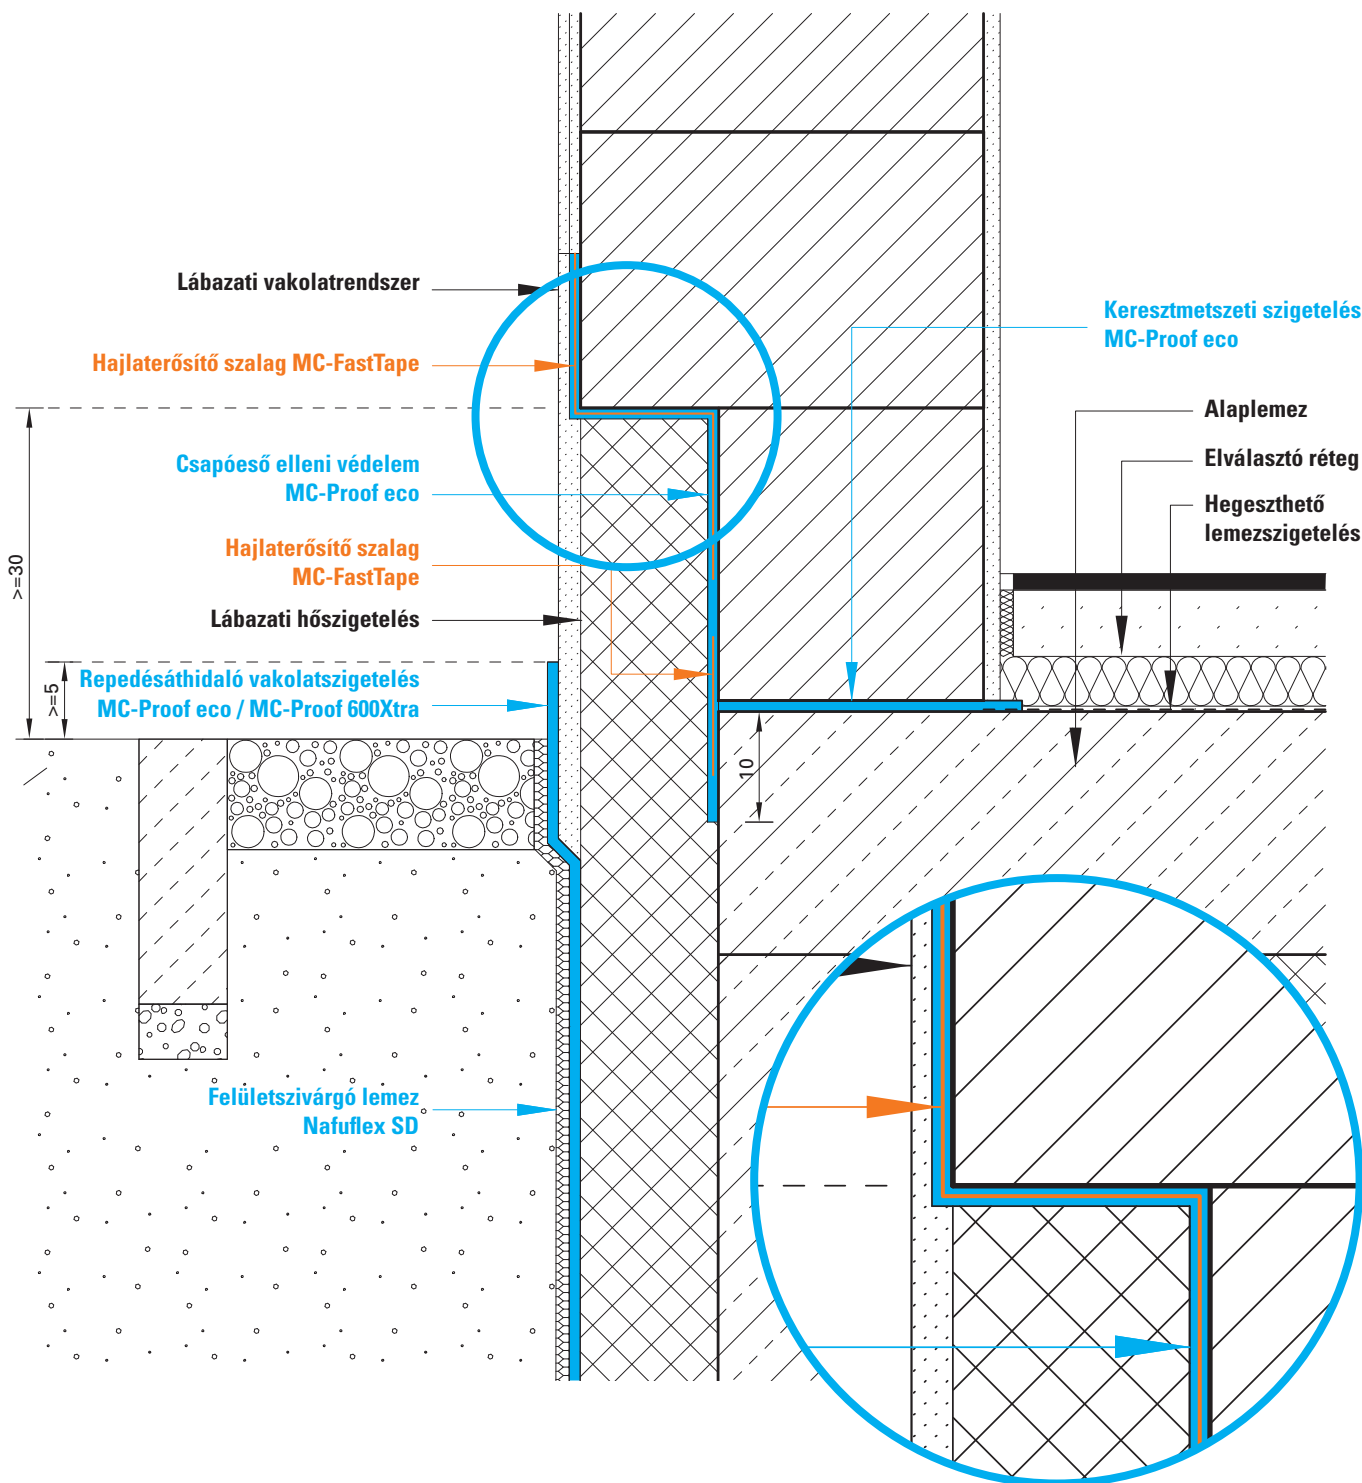 Lábazati vakolatrendszer
Hajlaterősítő szalag MC-FastTape
Csapóeső elleni védelem
MC-Proof eco
Hajlaterősítő szalag
MC-FastTape
Lábazati hőszigetelés
Repedésáthidaló vakolatszigetelés
MC-Proof eco / MC-Proof 600Xtra
Felületszivárgó lemez
Nafuflex SD
>=30
>=5
10
Keresztmetszeti szigetelés
MC-Proof eco
Alaplemez
Elválasztó réteg
Hegeszthető
lemezszigetelés